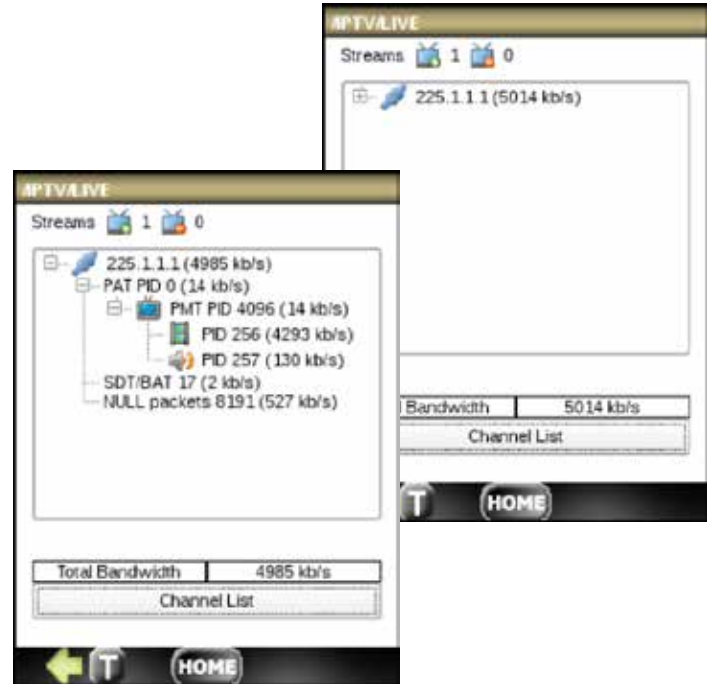 IPTV/LIVE
Streams 1 0
225.1.1.1 (5014 kb/s)
Bandwidth 5014 kb/s
Channel List
T HOME
IPTV/LIVE
Streams 1 0
225.1.1.1 (4985 kb/s)
PAT PID 0 (14 kb/s)
PMT PID 4096 (14 kb/s)
PID 256 (4293 kb/s)
PID 257 (130 kb/s)
SDT/BAT 17 (2 kb/s)
NULL packets 8191 (527 kb/s)
Total Bandwidth 4985 kb/s
Channel List
T HOME